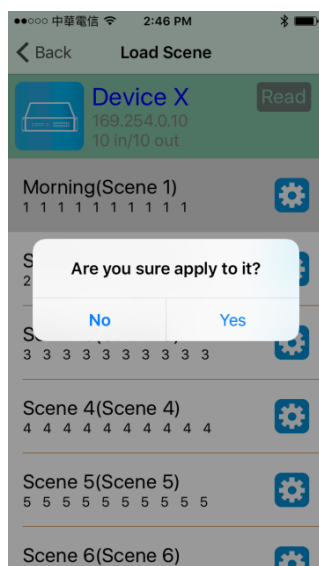 中華電信 2:46 PM
Back Load Scene
Device X
Read
169.254.0.10
10 in/10 out
Morning(Scene 1)
1 1 1 1 1 1 1 1 1 1
S
2
Are you sure apply to it?
No Yes
3 3 3 3 3 3 3 3 3 3
Scene 4(Scene 4)
4 4 4 4 4 4 4 4 4 4
Scene 5(Scene 5)
5 5 5 5 5 5 5 5 5 5
Scene 6(Scene 6)